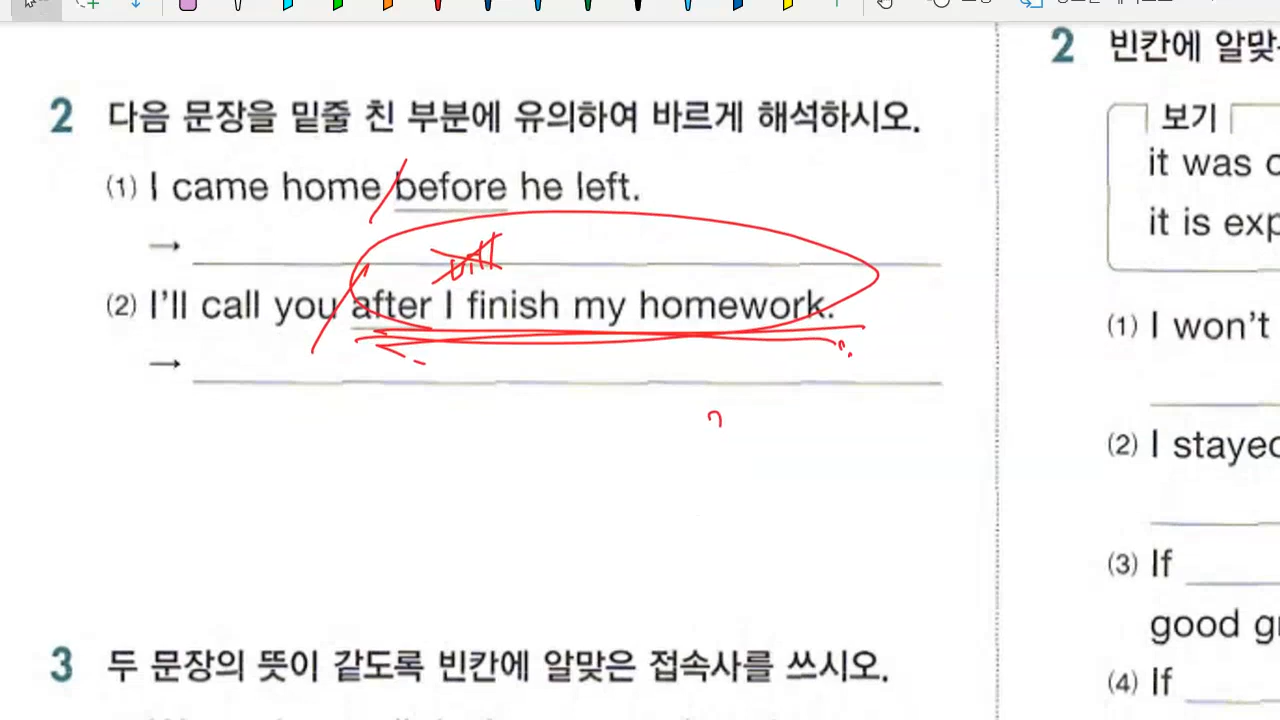 2 다음 문장을 밑줄 친 부분에 유의하여 바르게 해석하시오.
(1) I came home before he left.
→
will
(2) I'll call you after I finish my homework.
→
3 두 문장의 뜻이 같도록 빈칸에 알맞은 접속사를 쓰시오.
2 빈칸에 알맞
보기
it was
it is
(1) I won't
(2) I stayed
(3) If
good
(4) If